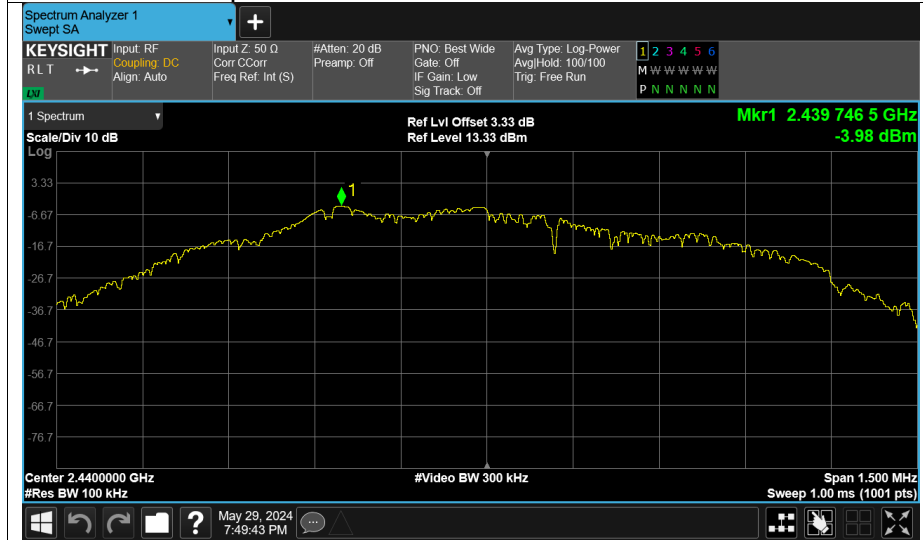 Spectrum Analyzer 1
Swept SA
KEYSIGHT
RLT
LXI
Input: RF
Coupling: DC
Align: Auto
Input Z: 50 Ω
Corr CCorr
Freq Ref: Int (S)
#Atten: 20 dB
Preamp: Off
PNO: Best Wide
Gate: Off
IF Gain: Low
Sig Track: Off
Avg Type: Log-Power
Avg|Hold: 100/100
Trig: Free Run
1 2 3 4 5 6
M W W W W W W
P N N N N N N
1 Spectrum
Scale/Div 10 dB
Log
Ref Lvl Offset 3.33 dB
Ref Level 13.33 dBm
Mkr1 2.439 746 5 GHz
-3.98 dBm
1
3.33
-6.67
-16.7
-26.7
-36.7
-46.7
-56.7
-66.7
-76.7
Center 2.4400000 GHz
#Res BW 100 kHz
#Video BW 300 kHz
Span 1.500 MHz
Sweep 1.00 ms (1001 pts)
?
May 29, 2024
7:49:43 PM